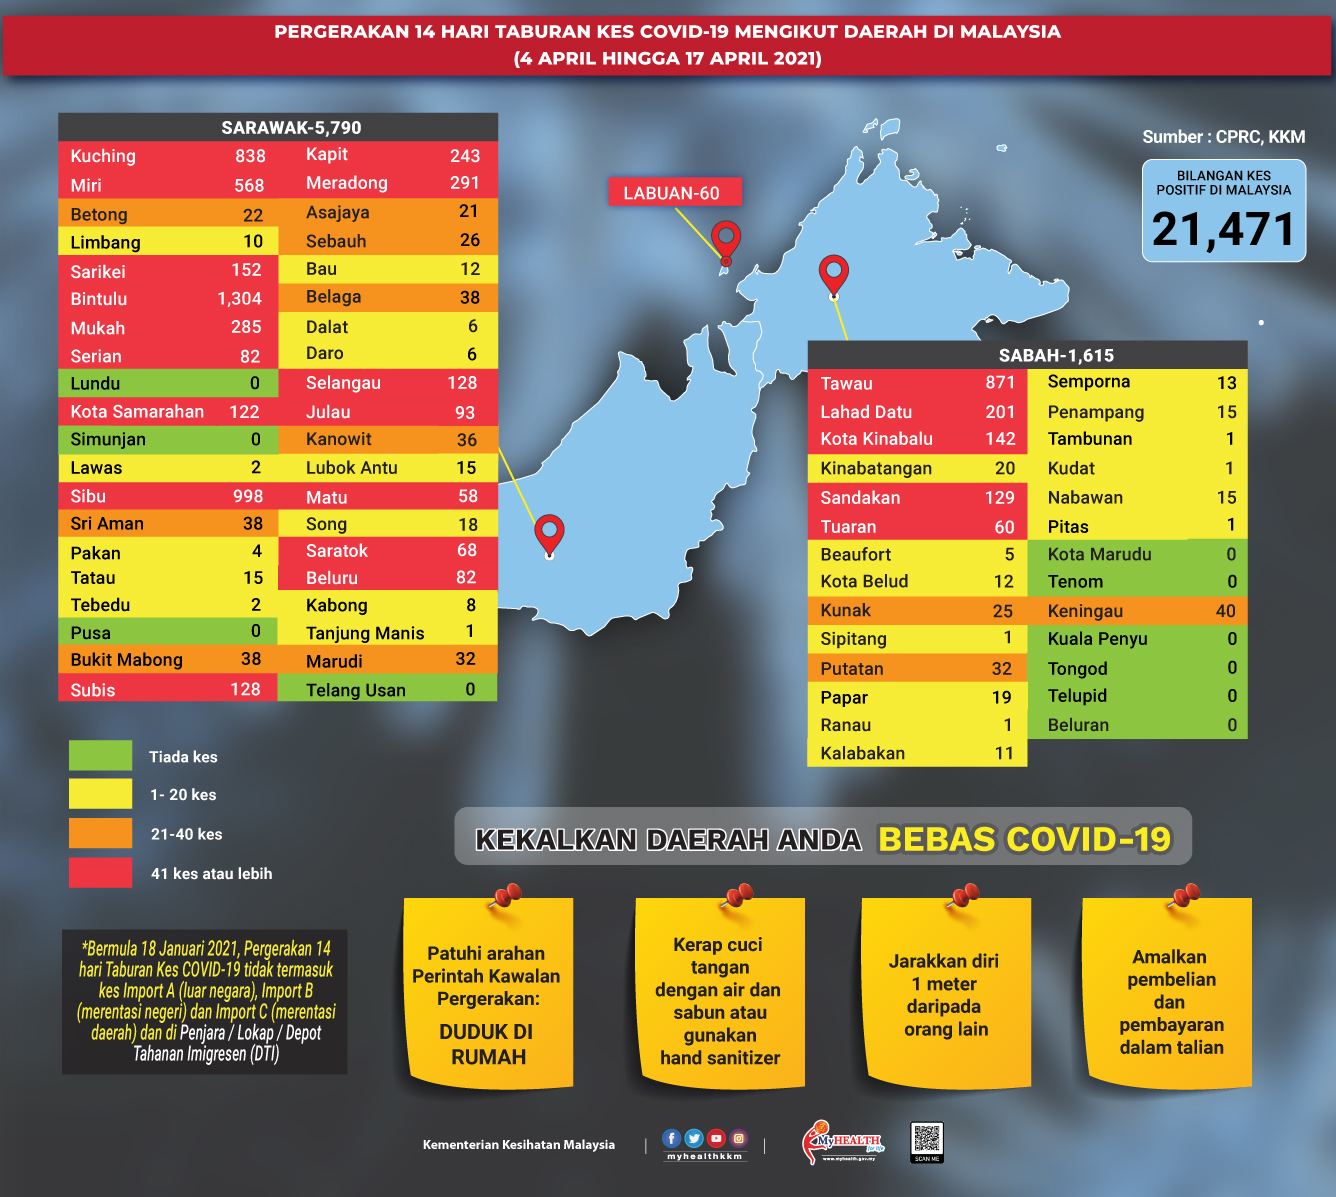 PERGERAKAN 14 HARI TABURAN KES COVID-19 MENGIKUT DAERAH DI MALAYSIA
(4 APRIL HINGGA 17 APRIL 2021)
Sumber : CPRC, KKM
BILANGAN KES
POSITIF DI MALAYSIA
21,471
SARAWAK-5,790
Kuching 838 Kapit 243
Miri 568 Meradong 291
Betong 22 Asajaya 21
Limbang 10 Sebauh 26
Sarikei 152 Bau 12
Bintulu 1,304 Belaga 38
Mukah 285 Dalat 6
Serian 82 Daro 6
Lundu 0 Selangau 128
Kota Samarahan 122 Julau 93
Simunjan 0 Kanowit 36
Lawas 2 Lubok Antu 15
Sibu 998 Matu 58
Sri Aman 38 Song 18
Pakan 4 Saratok 68
Tatau 15 Beluru 82
Tebedu 2 Kabong 8
Pusa 0 Tanjung Manis 1
Bukit Mabong 38 Marudi 32
Subis 128 Telang Usan 0
LABUAN-60
SABAH-1,615
Tawau 871 Semporna 13
Lahad Datu 201 Penampang 15
Kota Kinabalu 142 Tambunan 1
Kinabatangan 20 Kudat 1
Sandakan 129 Nabawan 15
Tuaran 60 Pitas 1
Beaufort 5 Kota Marudu 0
Kota Belud 12 Tenom 0
Kunak 25 Keningau 40
Sipitang 1 Kuala Penyu 0
Putatan 32 Tongod 0
Papar 19 Telupid 0
Ranau 1 Beluran 0
Kalabakan 11
Tiada kes
1- 20 kes
21-40 kes
41 kes atau lebih
KEKALKAN DAERAH ANDA BEBAS COVID-19
*Bermula 18 Januari 2021, Pergerakan 14
hari Taburan Kes COVID-19 tidak termasuk
kes Import A (luar negara), Import B
(merentasi negeri) dan Import C (merentasi
daerah) dan di Penjara / Lokap / Depot
Tahanan Imigresen (DTI)
Patuhi arahan
Perintah Kawalan
Pergerakan:
DUDUK DI
RUMAH
Kerap cuci
tangan
dengan air dan
sabun atau
gunakan
hand sanitizer
Jarakkan diri
1 meter
daripada
orang lain
Amalkan
pembelian
dan
pembayaran
dalam talian
Kementerian Kesihatan Malaysia
myhealthkkm
MyHEALTH
for life
www.myhealth.gov.my
SCAN ME